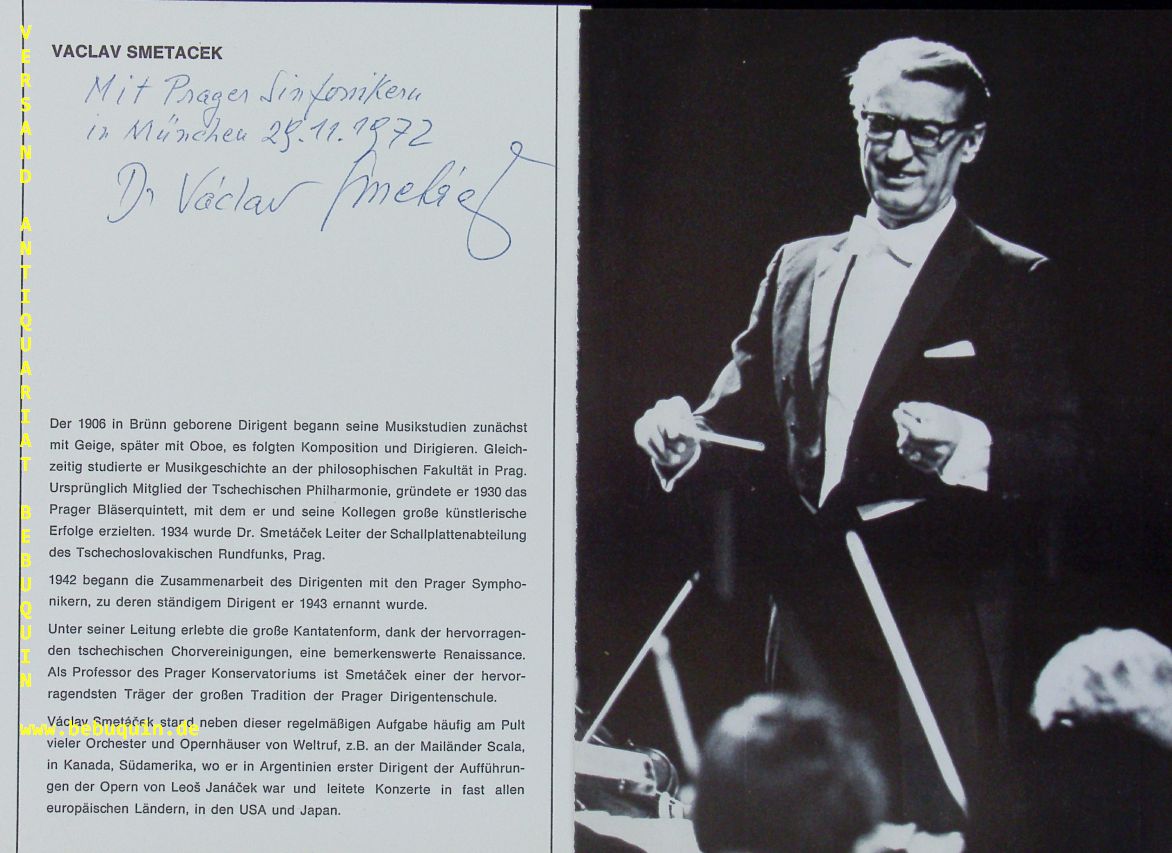 VACLAV SMETACEK
Mit Prager Sinfonikern
in München 29.11.1972
Dr Václav Smetáček
Der 1906 in Brünn geborene Dirigent begann seine Musikstudien zunächst
mit Geige, später mit Oboe, es folgten Komposition und Dirigieren. Gleich-
zeitig studierte er Musikgeschichte an der philosophischen Fakultät in Prag.
Ursprünglich Mitglied der Tschechischen Philharmonie, gründete er 1930 das
Prager Bläserquintett, mit dem er und seine Kollegen große künstlerische
Erfolge erzielten. 1934 wurde Dr. Smetáček Leiter der Schallplattenabteilung
des Tschechoslovakischen Rundfunks, Prag.
1942 begann die Zusammenarbeit des Dirigenten mit den Prager Sympho-
nikern, zu deren ständigem Dirigent er 1943 ernannt wurde.
Unter seiner Leitung erlebte die große Kantatenform, dank der hervorragen-
den tschechischen Chorvereinigungen, eine bemerkenswerte Renaissance.
Als Professor des Prager Konservatoriums ist Smetáček einer der hervor-
ragendsten Träger der großen Tradition der Prager Dirigentenschule.
Václav Smetáček stand neben dieser regelmäßigen Aufgabe häufig am Pult
vieler Orchester und Opernhäuser von Weltruf, z.B. an der Mailänder Scala,
in Kanada, Südamerika, wo er in Argentinien erster Dirigent der Aufführun-
gen der Opern von Leoš Janáček war und leitete Konzerte in fast allen
europäischen Ländern, in den USA und Japan.
VERSAND ANTIQUARIAT BEBUQUIN
www.bebuquin.de